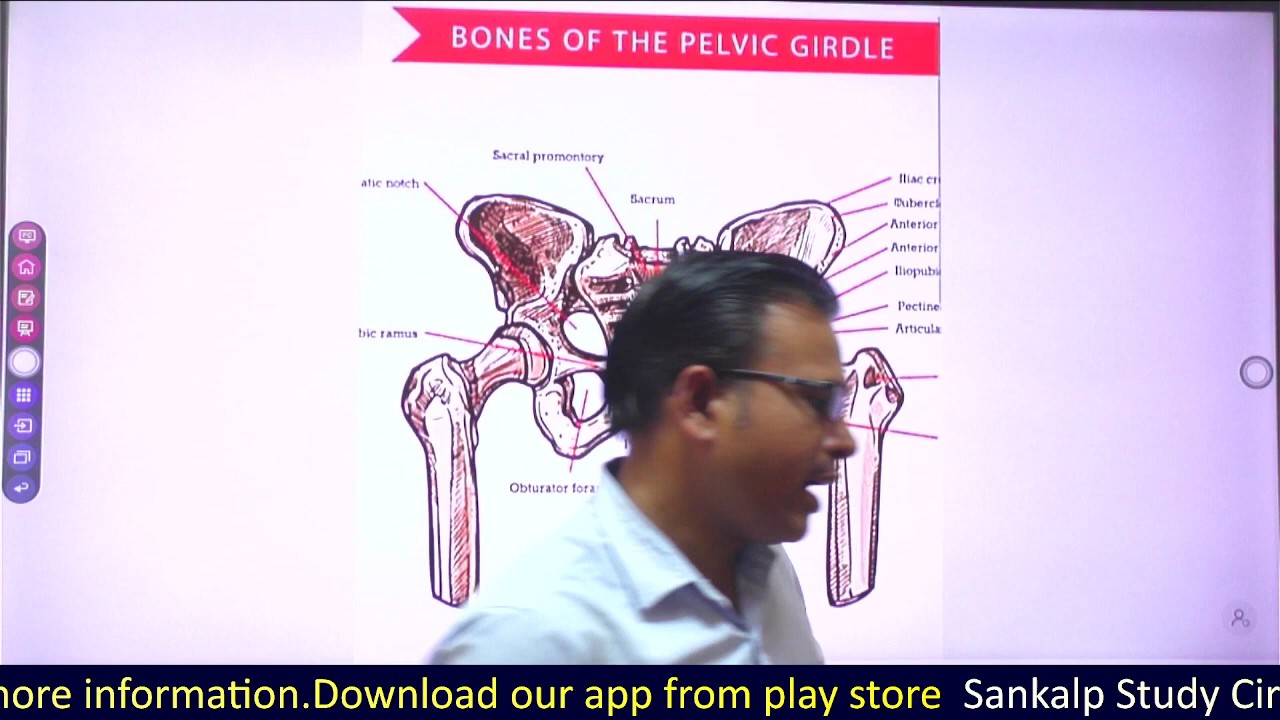 BONES OF THE PELVIC GIRDLE
Sacral promontory
atic notch
Sacrum
Iliac cr
Tubercl
Anterior
Anterior
Iliopubi
Pectine
Articula
bic ramus
Obturator fora
more information.Download our app from play store Sankalp Study Cir